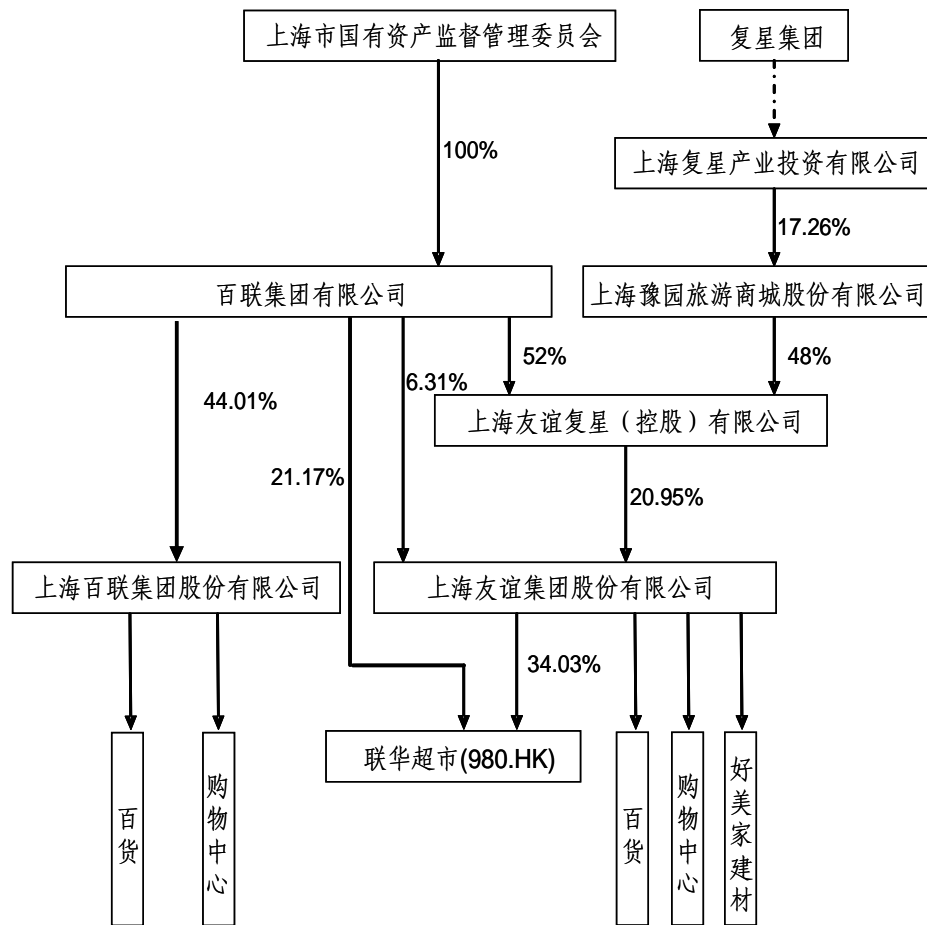 上海市国有资产监督管理委员会
复星集团
100%
上海复星产业投资有限公司
17.26%
百联集团有限公司
上海豫园旅游商城股份有限公司
52%
48%
6.31%
44.01%
上海友谊复星（控股）有限公司
21.17%
20.95%
上海百联集团股份有限公司
上海友谊集团股份有限公司
34.03%
联华超市(980.HK)
百货
购物中心
百货
购物中心
好美家建材